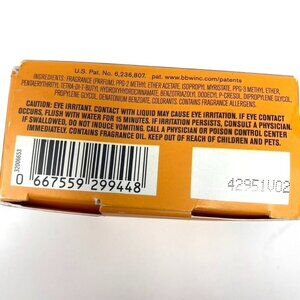 U.S. Pat. No. 6,236,807. www.bbwinc.com/patents
INGREDIENTS: FRAGRANCE (PARFUM), PPG-2 METHYL ETHER ACETATE, ISOPROPYL MYRISTATE, PPG-3 METHYL ETHER,
PENTAERYTHRITYL TETRA-DI-T-BUTYL HYDROXYHYDROCINNAMATE, BENZOTRIAZOLYL DODECYL P-CRESOL, DIPROPYLENE GLYCOL,
PROPYLENE GLYCOL, DENATONIUM BENZOATE, COLORANTS. CONTAINS FRAGRANCE ALLERGENS.
CAUTION: EYE IRRITANT. CONTACT WITH LIQUID MAY CAUSE EYE IRRITATION. IF EYE CONTACT
OCCURS, FLUSH WITH WATER FOR 15 MINUTES. IF IRRITATION PERSISTS, CONSULT A PHYSICIAN.
IF SWALLOWED, DO NOT INDUCE VOMITING. CALL A PHYSICIAN OR POISON CONTROL CENTER
IMMEDIATELY. CONTAINS FRAGRANCE OIL. KEEP OUT OF REACH OF CHILDREN AND PETS.
3200653
0 667559 299448
42951V02